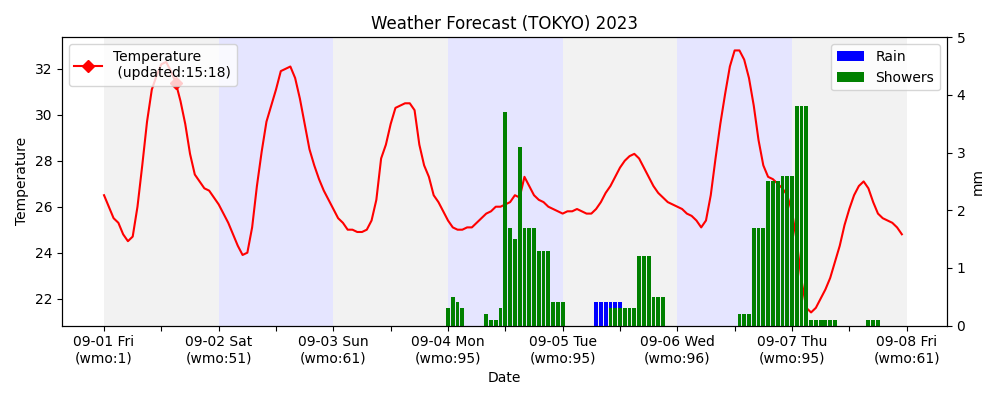 Weather Forecast (TOKYO) 2023
Temperature
(updated:15:18)
Rain
Showers
32
30
28
26
24
22
Temperature
5
4
3
2
1
0
mm
09-01 Fri
(wmo:1)
09-02 Sat
(wmo:51)
09-03 Sun
(wmo:61)
09-04 Mon
(wmo:95)
09-05 Tue
(wmo:95)
09-06 Wed
(wmo:96)
09-07 Thu
(wmo:95)
09-08 Fri
(wmo:61)
Date